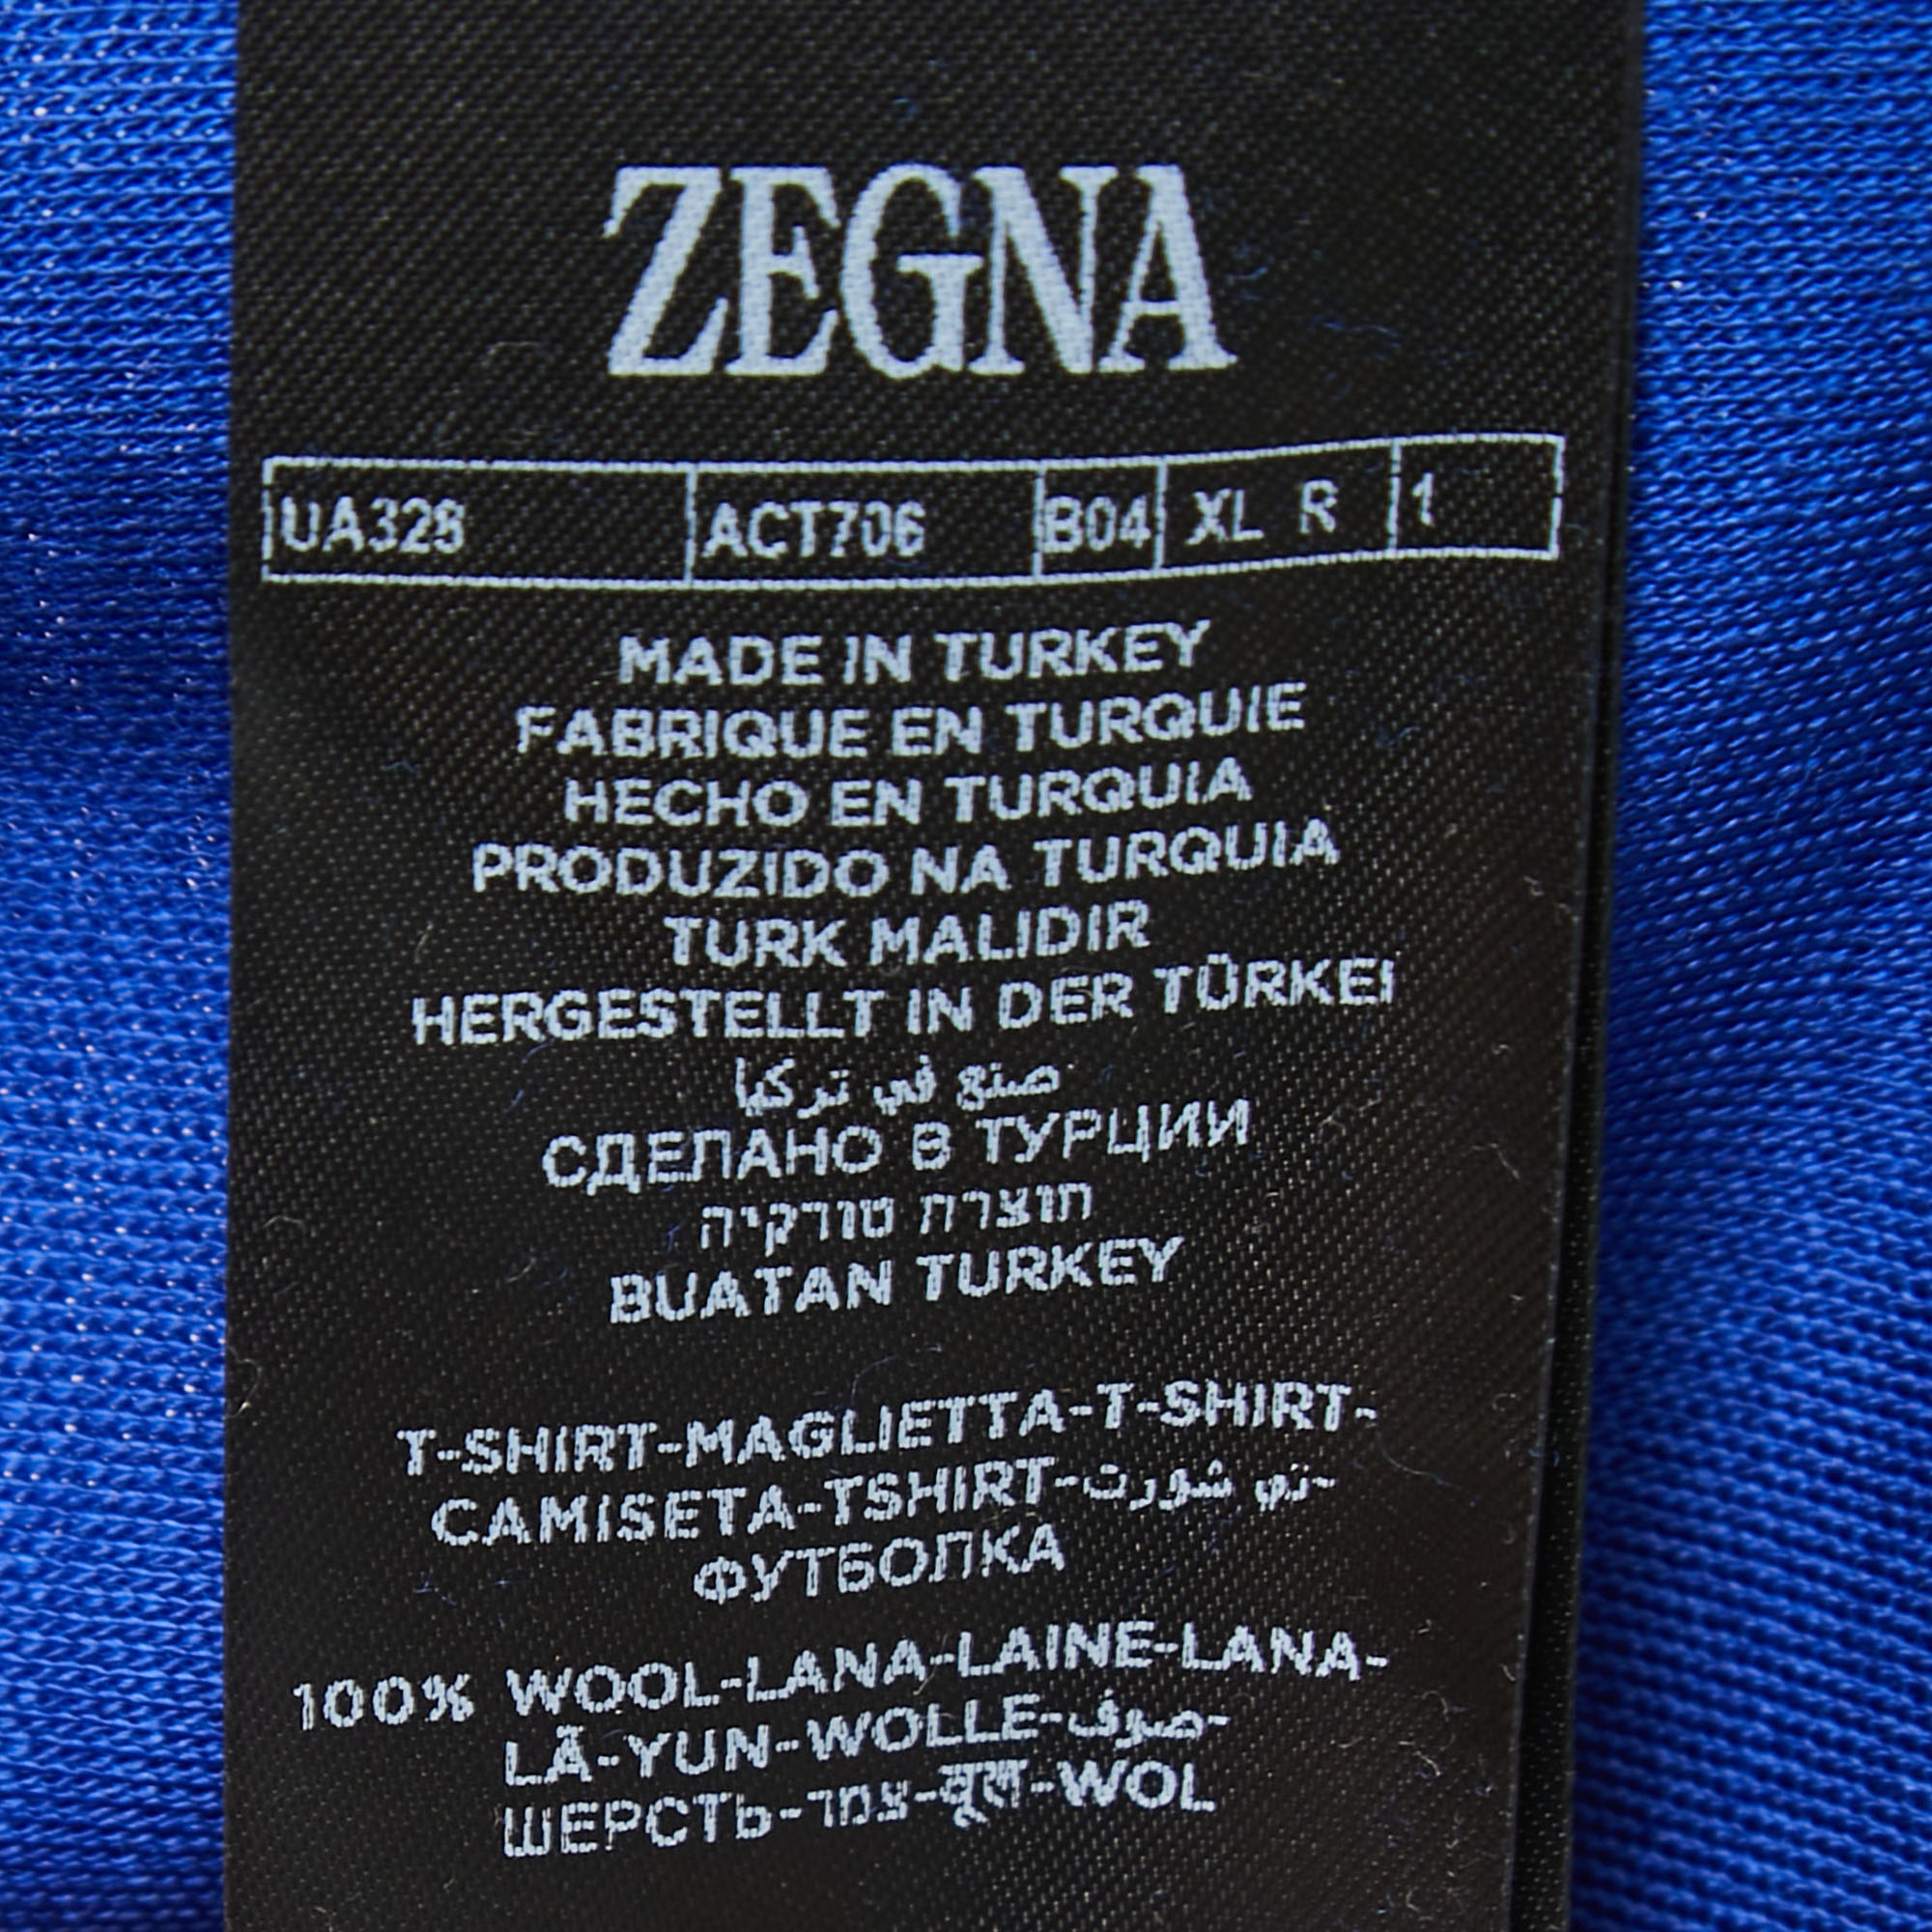 ZEGNA
UA328 ACT706 B04 XL R 1
MADE IN TURKEY
FABRIQUE EN TURQUIE
HECHO EN TURQUIA
PRODUZIDO NA TURQUIA
TURK MALIDIR
HERGESTELLT IN DER TÜRKEI
صنع في تركيا
СДЕЛАНО В ТУРЦИИ
תוצרת טורקיה
BUATAN TURKEY
T-SHIRT-MAGLIETTA-T-SHIRT-
CAMISETA-TSHIRT-تي شورت-
ФУТБОЛКА
100% WOOL-LANA-LAINE-LANA-
LÃ-YUN-WOLLE-صوف-
ШЕРСТЬ-צמר-वूल-WOL